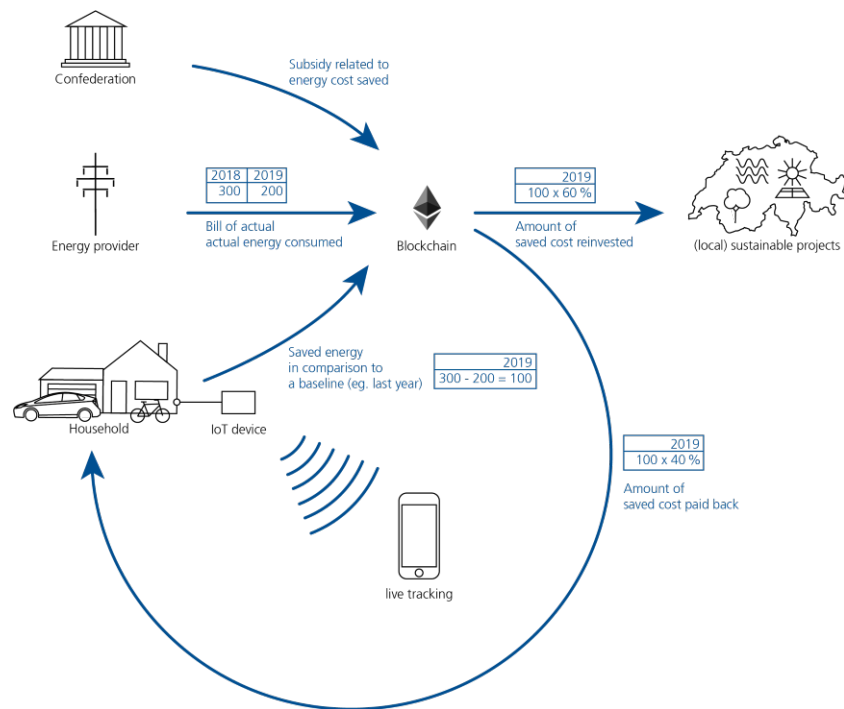 Confederation
Subsidy related to
energy cost saved
2018 2019
300 200
Energy provider
Bill of actual
actual energy consumed
Blockchain
2019
100 x 60 %
Amount of
saved cost reinvested
(local) sustainable projects
Saved energy
in comparison to
a baseline (eg. last year)
2019
300 - 200 = 100
Household
IoT device
2019
100 x 40 %
Amount of
saved cost paid back
live tracking